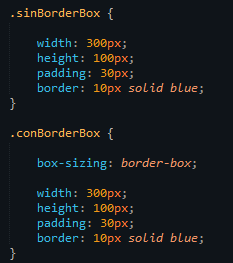 .sinBorderBox {
width: 300px;
height: 100px;
padding: 30px;
border: 10px solid blue;
}
.conBorderBox {
box-sizing: border-box;
width: 300px;
height: 100px;
padding: 30px;
border: 10px solid blue;
}